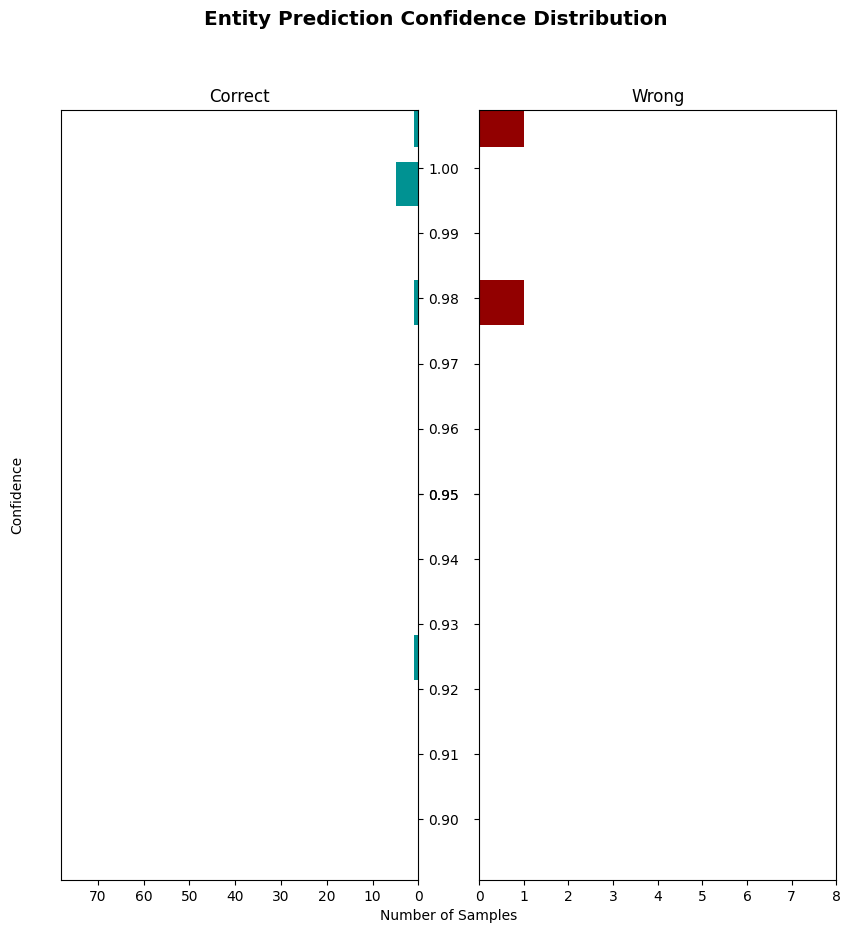 Entity Prediction Confidence Distribution
Correct
Wrong
1.00
0.99
0.98
0.97
0.96
0.95
0.94
0.93
0.92
0.91
0.90
Confidence
70 60 50 40 30 20 10 0
0 1 2 3 4 5 6 7 8
Number of Samples